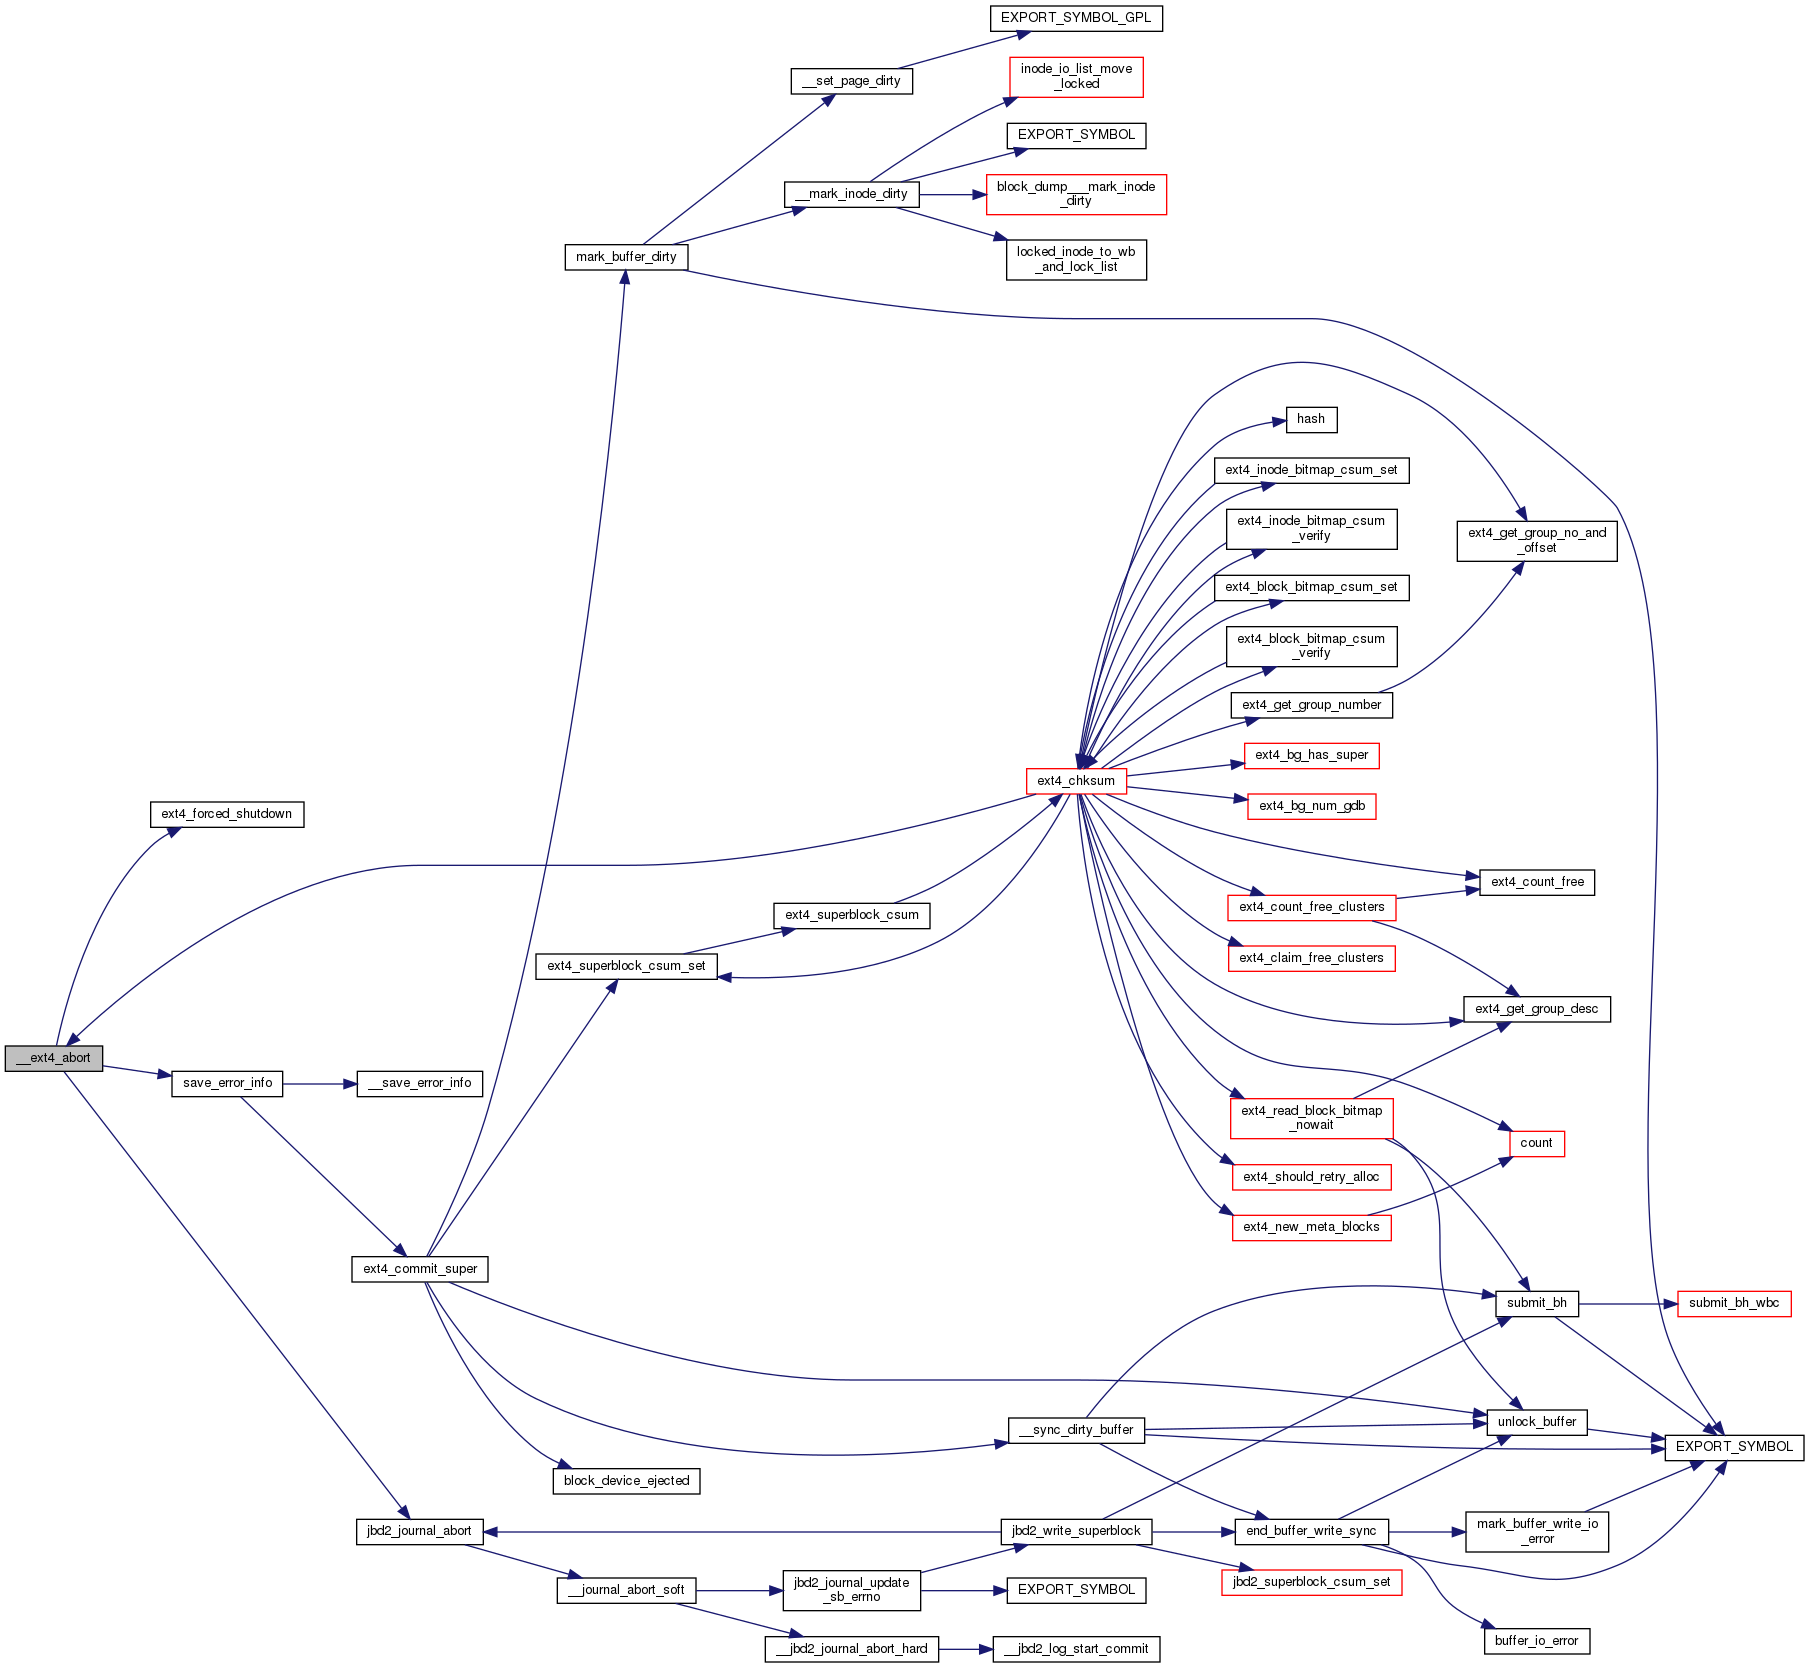 EXPORT_SYMBOL_GPL
__set_page_dirty
inode_io_list_move
_locked
EXPORT_SYMBOL
__mark_inode_dirty
block_dump___mark_inode
_dirty
mark_buffer_dirty
locked_inode_to_wb
_and_lock_list
hash
ext4_inode_bitmap_csum_set
ext4_inode_bitmap_csum
_verify
ext4_get_group_no_and
_offset
ext4_block_bitmap_csum_set
ext4_block_bitmap_csum
_verify
ext4_get_group_number
ext4_bg_has_super
ext4_chksum
ext4_bg_num_gdb
ext4_forced_shutdown
ext4_count_free
ext4_count_free_clusters
ext4_superblock_csum
ext4_claim_free_clusters
ext4_superblock_csum_set
ext4_get_group_desc
__ext4_abort
save_error_info
__save_error_info
ext4_read_block_bitmap
_nowait
count
ext4_should_retry_alloc
ext4_new_meta_blocks
ext4_commit_super
submit_bh
submit_bh_wbc
__sync_dirty_buffer
unlock_buffer
EXPORT_SYMBOL
block_device_ejected
jbd2_journal_abort
jbd2_write_superblock
end_buffer_write_sync
mark_buffer_write_io
_error
__journal_abort_soft
jbd2_journal_update
_sb_errno
EXPORT_SYMBOL
jbd2_superblock_csum_set
__jbd2_journal_abort_hard
__jbd2_log_start_commit
buffer_io_error